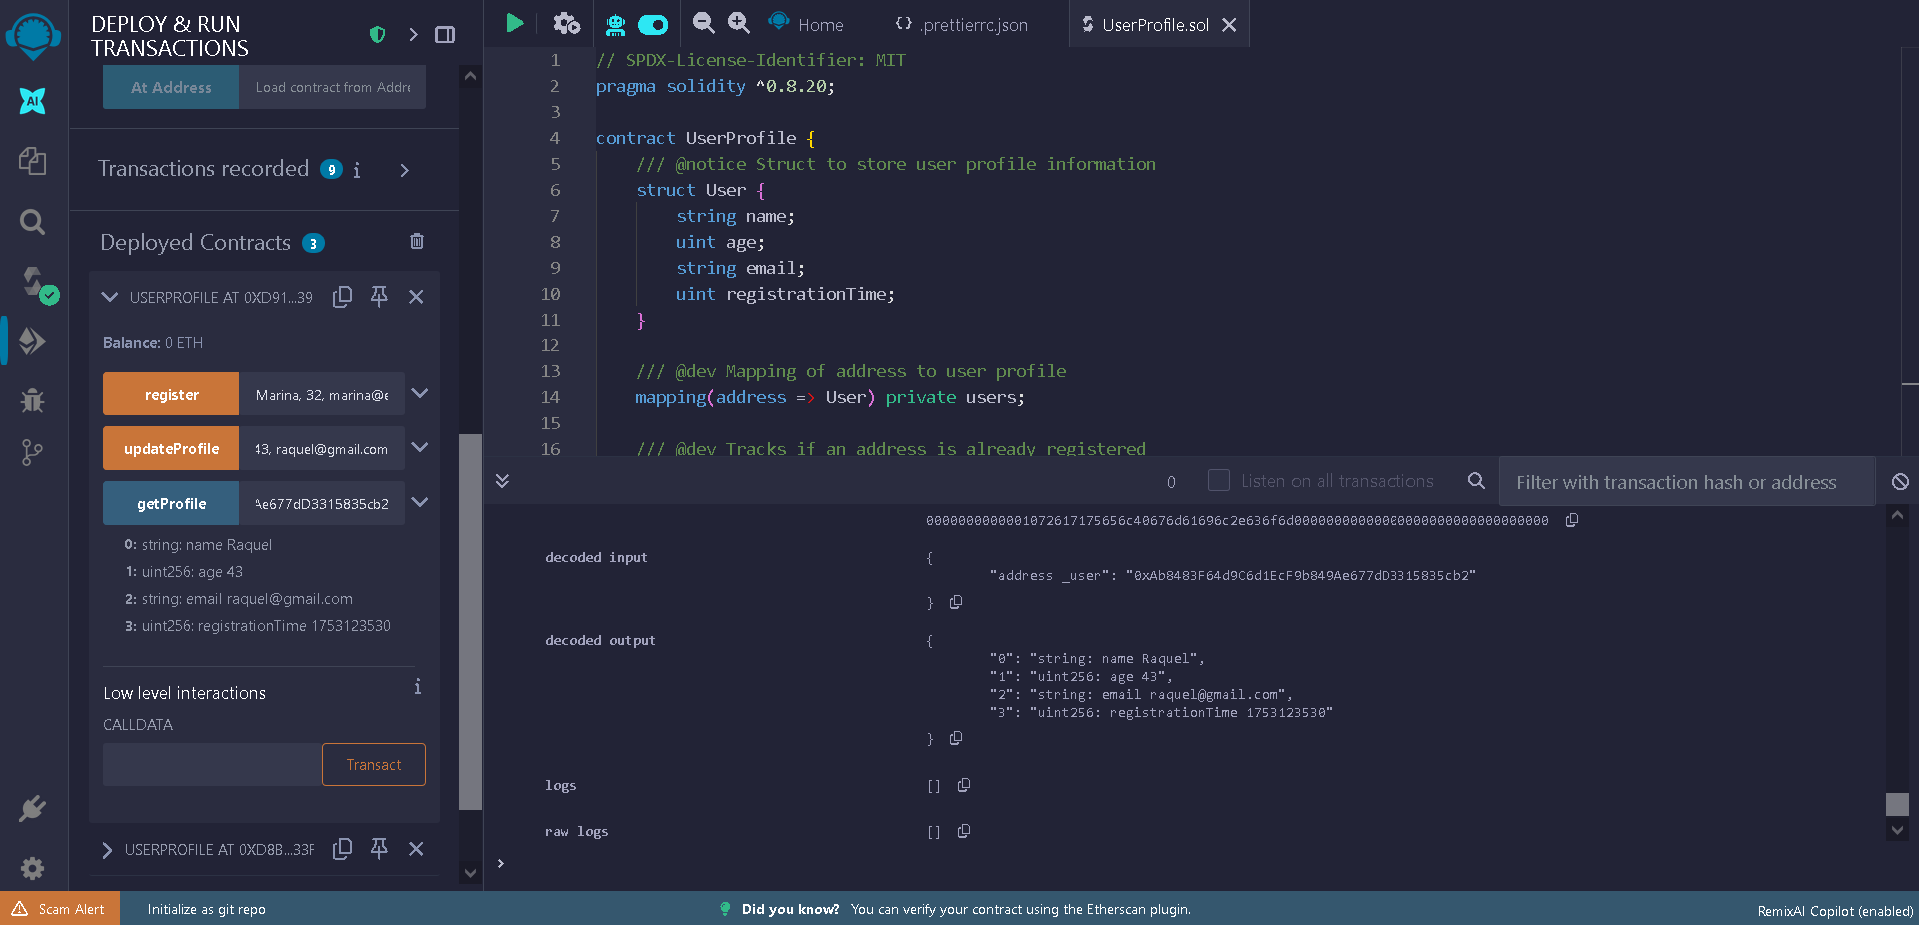 DEPLOY & RUN
TRANSACTIONS
At Address
Load contract from Addre
Transactions recorded 9 i
Deployed Contracts 3
USERPROFILE AT 0XD91...39
Balance: 0 ETH
register
Marina, 32, marina@e
updateProfile
43, raquel@gmail.com
getProfile
Ae677dD3315835cb2
0: string: name Raquel
1: uint256: age 43
2: string: email raquel@gmail.com
3: uint256: registrationTime 1753123530
Low level interactions i
CALLDATA
Transact
USERPROFILE AT 0XD8B...33F
AI
Home
{} .prettierrc.json
UserProfile.sol
1 // SPDX-License-Identifier: MIT
2 pragma solidity ^0.8.20;
3
4 contract UserProfile {
5 /// @notice Struct to store user profile information
6 struct User {
7 string name;
8 uint age;
9 string email;
10 uint registrationTime;
11 }
12
13 /// @dev Mapping of address to user profile
14 mapping(address => User) private users;
15
16 /// @dev Tracks if an address is already registered
0
Listen on all transactions
Filter with transaction hash or address
0000000000001072617175656c40676d61696c2e636f6d00000000000000000000000000000000
decoded input
{
"address _user": "0xAb8483F64d9C6d1EcF9b849Ae677dD3315835cb2"
}
decoded output
{
"0": "string: name Raquel",
"1": "uint256: age 43",
"2": "string: email raquel@gmail.com",
"3": "uint256: registrationTime 1753123530"
}
logs []
raw logs []
>
Scam Alert
Initialize as git repo
Did you know? You can verify your contract using the Etherscan plugin.
RemixAI Copilot (enabled)